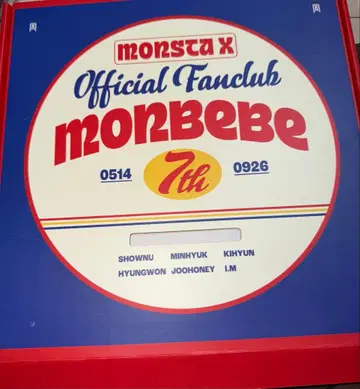 MONSTA X
Official Fanclub
MONBEBE
0514 7th 0926
SHOWNU MINHYUK KIHYUN
HYUNGWON JOOHONEY I.M